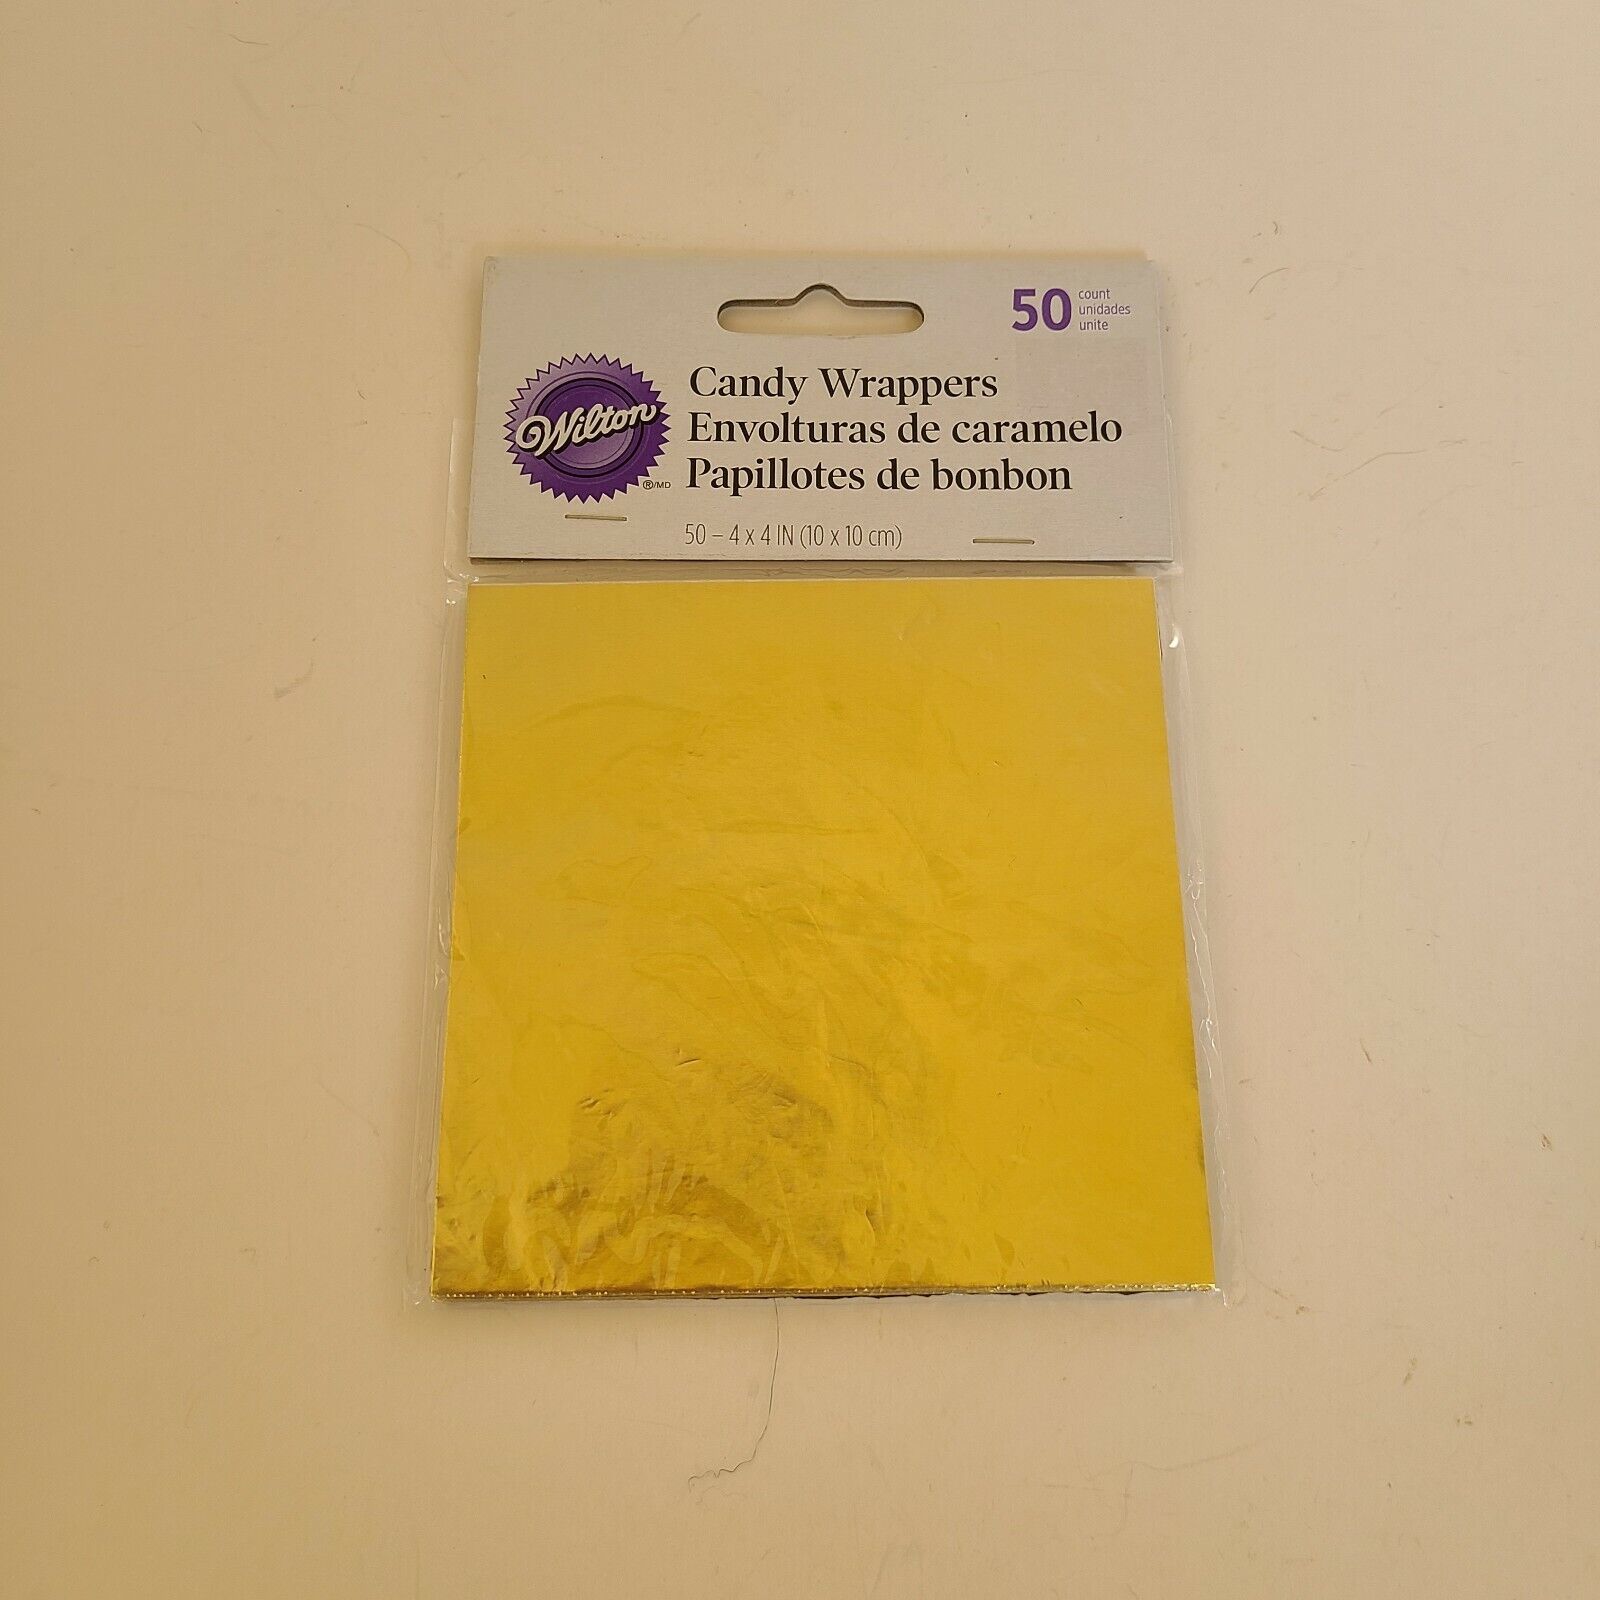 50 count
unidades
unite
Wilton
®/MD
Candy Wrappers
Envolturas de caramelo
Papillotes de bonbon
50 – 4 x 4 IN (10 x 10 cm)